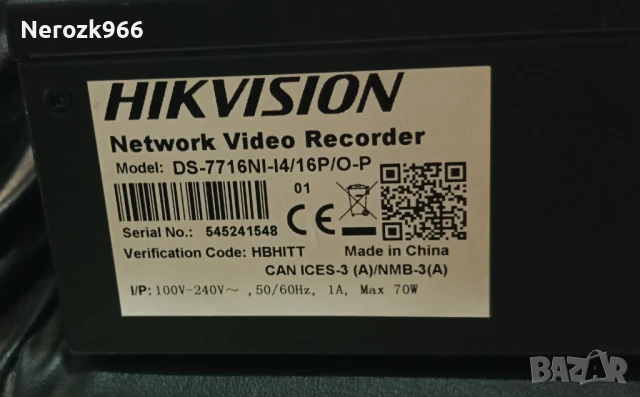 Nerozk966
HIKVISION
Network Video Recorder
Model: DS-7716NI-I4/16P/O-P
01
CE
Serial No.: 545241548
Verification Code: HBHITT
Made in China
CAN ICES-3 (A)/NMB-3(A)
I/P: 100V-240V~ ,50/60Hz, 1A, Max 70W
BAZAR